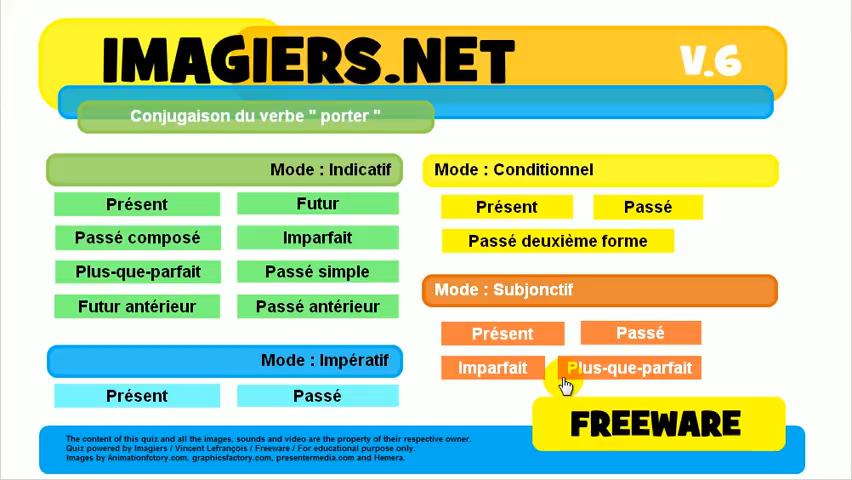 IMAGIERS.NET
V.6
Conjugaison du verbe " porter "
Mode : Indicatif
Présent
Futur
Passé composé
Imparfait
Plus-que-parfait
Passé simple
Futur antérieur
Passé antérieur
Mode : Impératif
Présent
Passé
Mode : Conditionnel
Présent
Passé
Passé deuxième forme
Mode : Subjonctif
Présent
Passé
Imparfait
Plus-que-parfait
FREEWARE
The content of this quiz and all the images, sounds and video are the property of their respective owner.
Quiz powered by Imagiers / Vincent Lefrançois / Freeware / For educational purpose only.
Images by Animationfctory.com, graphicsfactory.com, presentermedia.com and Hemera.